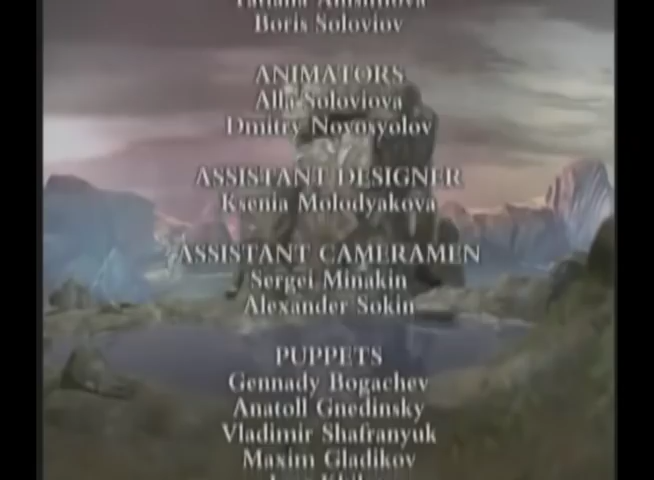 Boris Soloviov
ANIMATORS
Alla Soloviova
Dmitry Novosyolov
ASSISTANT DESIGNER
Ksenia Molodyakova
ASSISTANT CAMERAMEN
Sergei Minakin
Alexander Sokin
PUPPETS
Gennady Bogachev
Anatoll Gnedinsky
Vladimir Shafranyuk
Maxim Gladikov